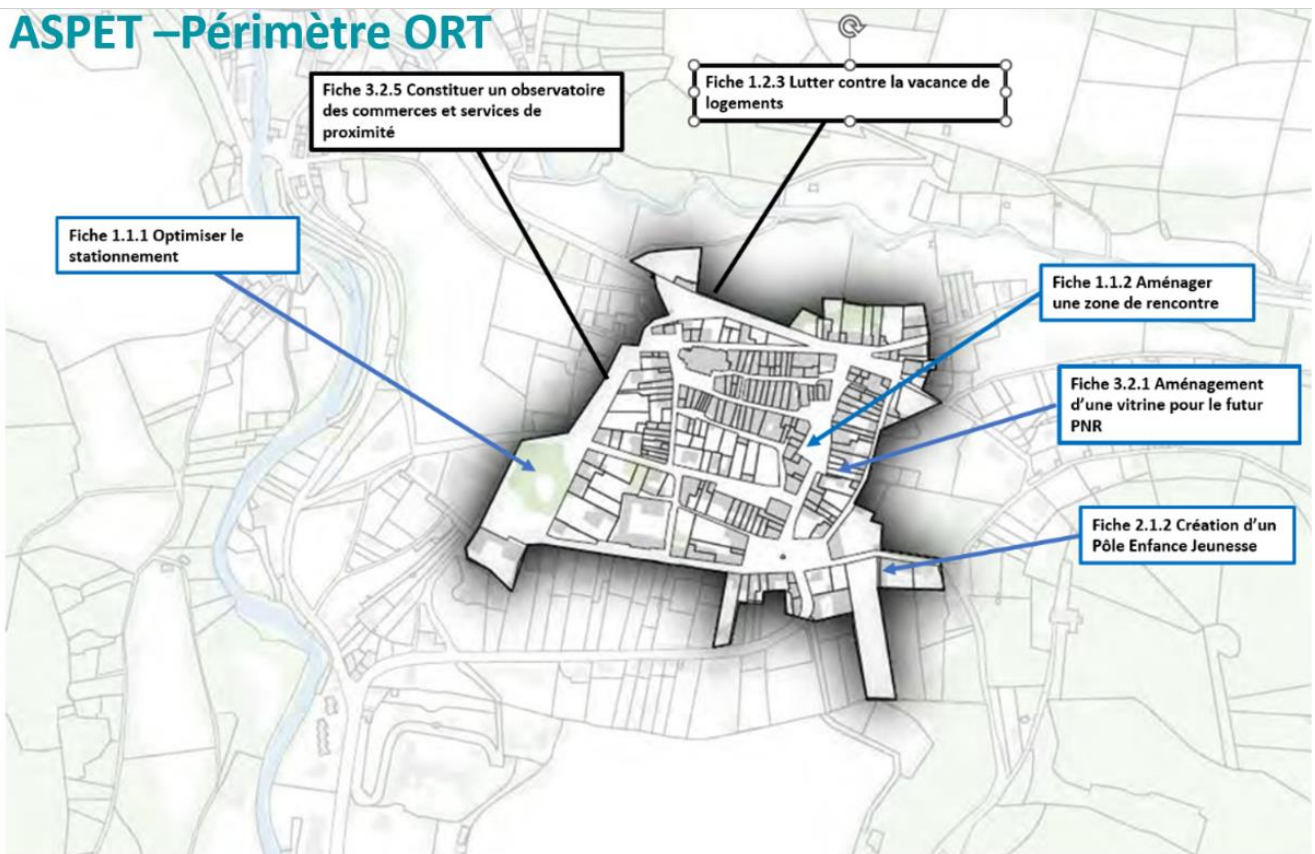 ASPET –Périmètre ORT
Fiche 3.2.5 Constituer un observatoire
des commerces et services de
proximité
Fiche 1.2.3 Lutter contre la vacance de
logements
Fiche 1.1.1 Optimiser le
stationnement
Fiche 1.1.2 Aménager
une zone de rencontre
Fiche 3.2.1 Aménagement
d’une vitrine pour le futur
PNR
Fiche 2.1.2 Création d’un
Pôle Enfance Jeunesse